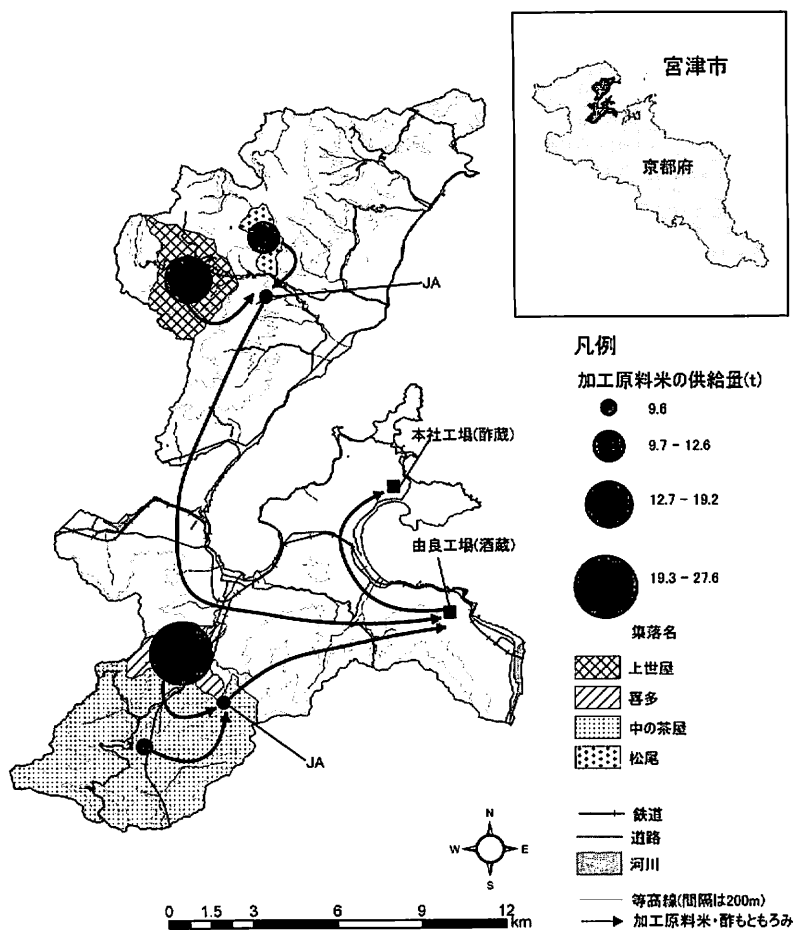 宮津市
京都府
JA
本社工場(酢蔵)
由良工場(酒蔵)
JA
凡例
加工原料米の供給量(t)
9.6
9.7 - 12.6
12.7 - 19.2
19.3 - 27.6
集落名
上世屋
喜多
中の茶屋
松尾
鉄道
道路
河川
等高線(間隔は200m)
加工原料米・酢もともろみ
N
W E
S
0 1.5 3 6 9 12
km